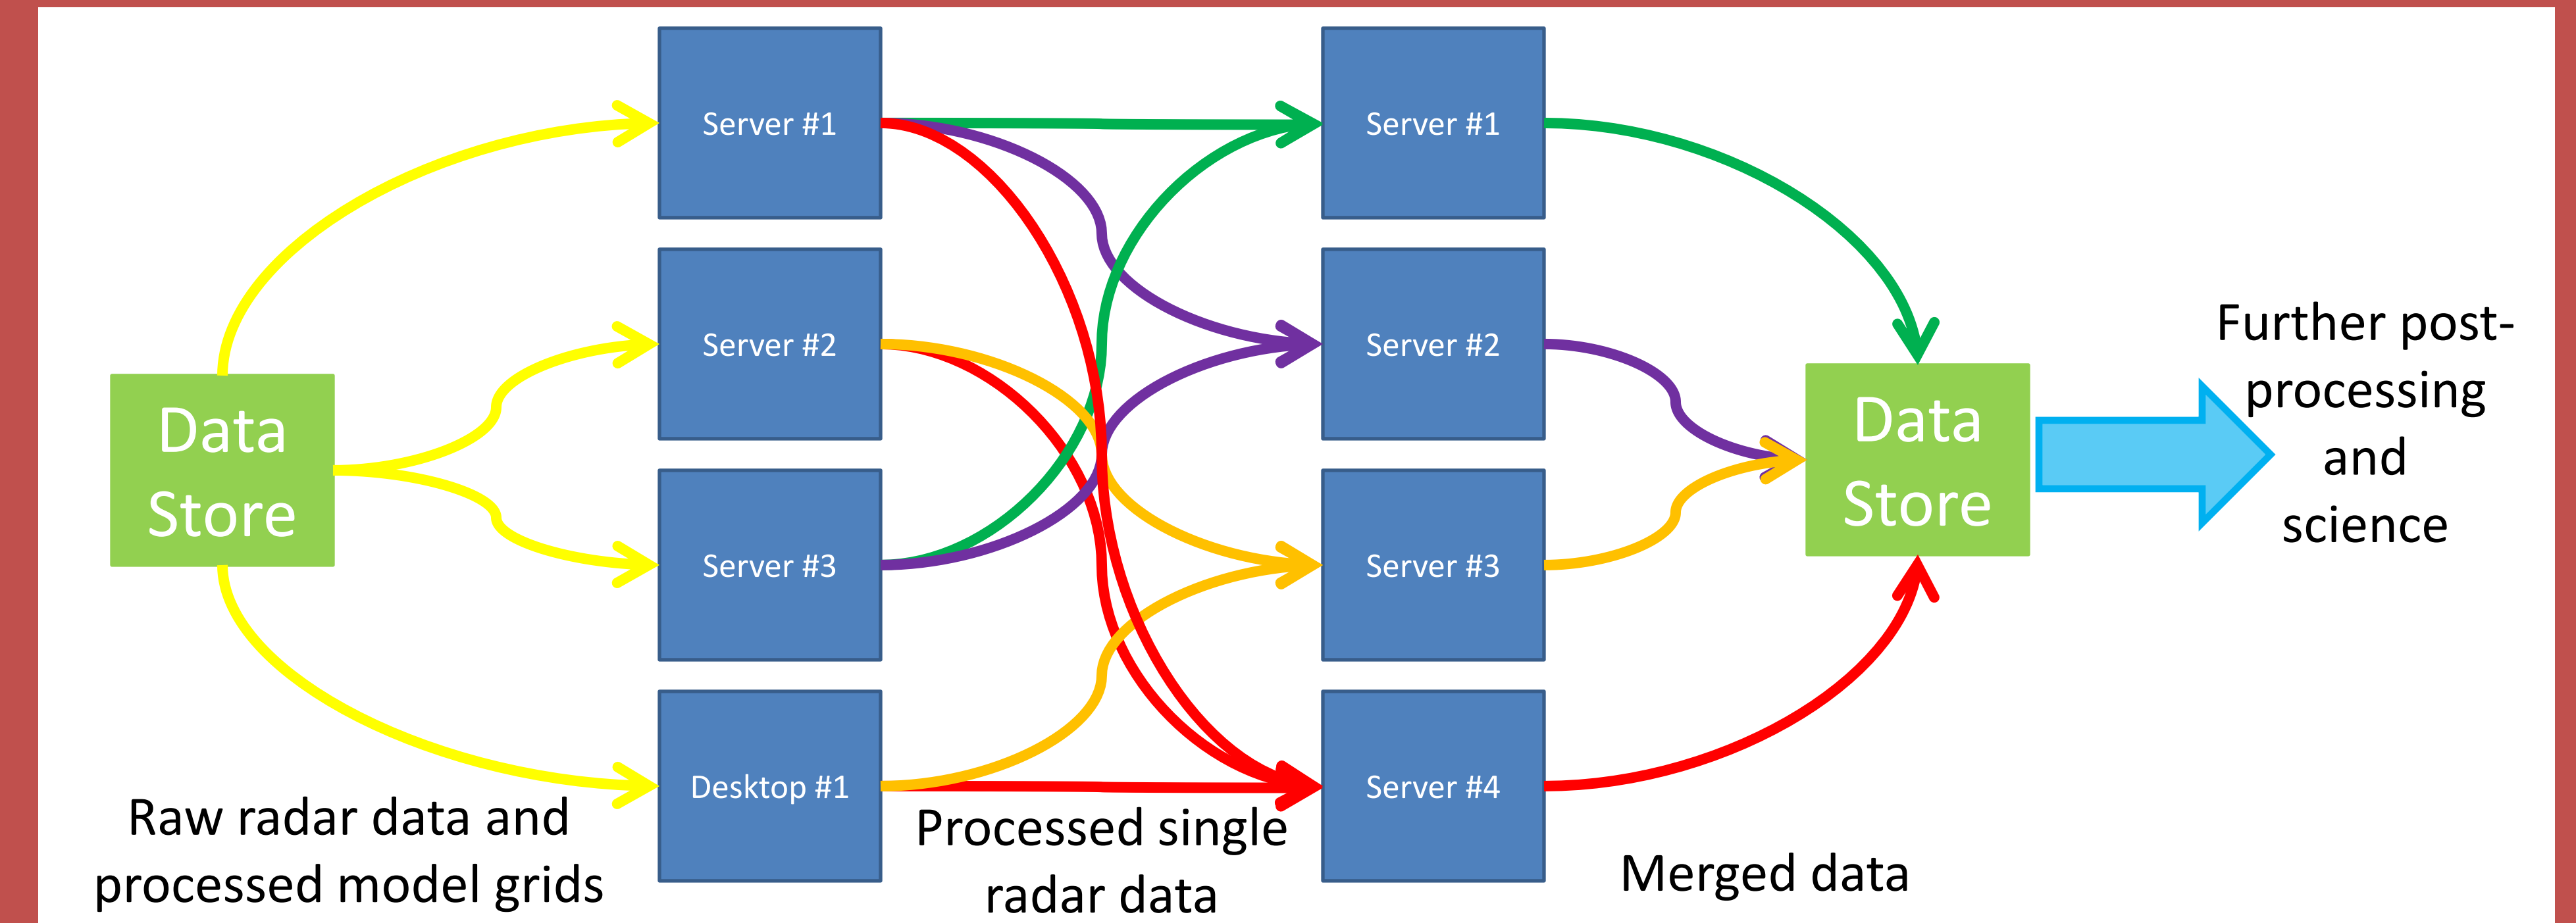 Server #1
Server #1
Server #2
Server #2
Further post-
processing
and
science
Data
Store
Data
Store
Server #3
Server #3
Desktop #1
Server #4
Raw radar data and
processed model grids
Processed single
radar data
Merged data